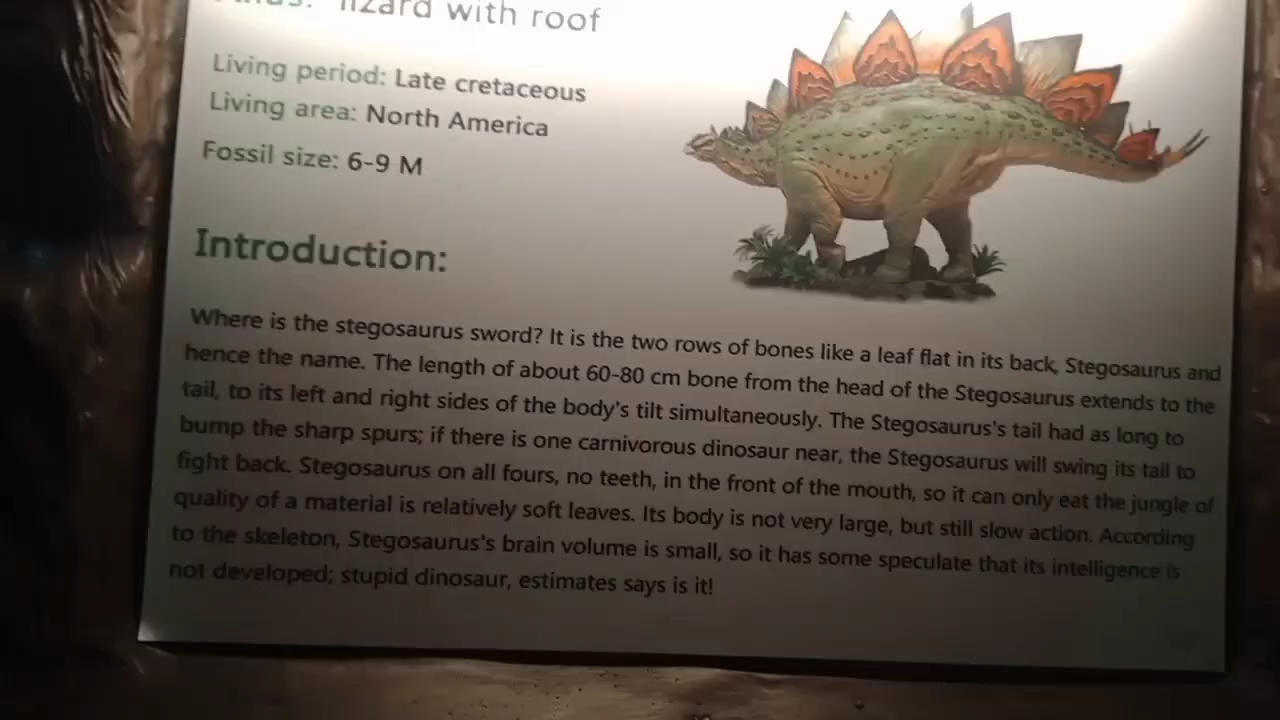 lizard with roof
Living period: Late cretaceous
Living area: North America
Fossil size: 6-9 M
Introduction:
Where is the stegosaurus sword? It is the two rows of bones like a leaf flat in its back, Stegosaurus and
hence the name. The length of about 60-80 cm bone from the head of the Stegosaurus extends to the
tail, to its left and right sides of the body's tilt simultaneously. The Stegosaurus's tail had as long to
bump the sharp spurs; if there is one carnivorous dinosaur near, the Stegosaurus will swing its tail to
fight back. Stegosaurus on all fours, no teeth, in the front of the mouth, so it can only eat the jungle of
quality of a material is relatively soft leaves. Its body is not very large, but still slow action. According
to the skeleton, Stegosaurus's brain volume is small, so it has some speculate that its intelligence is
not developed; stupid dinosaur, estimates says is it!